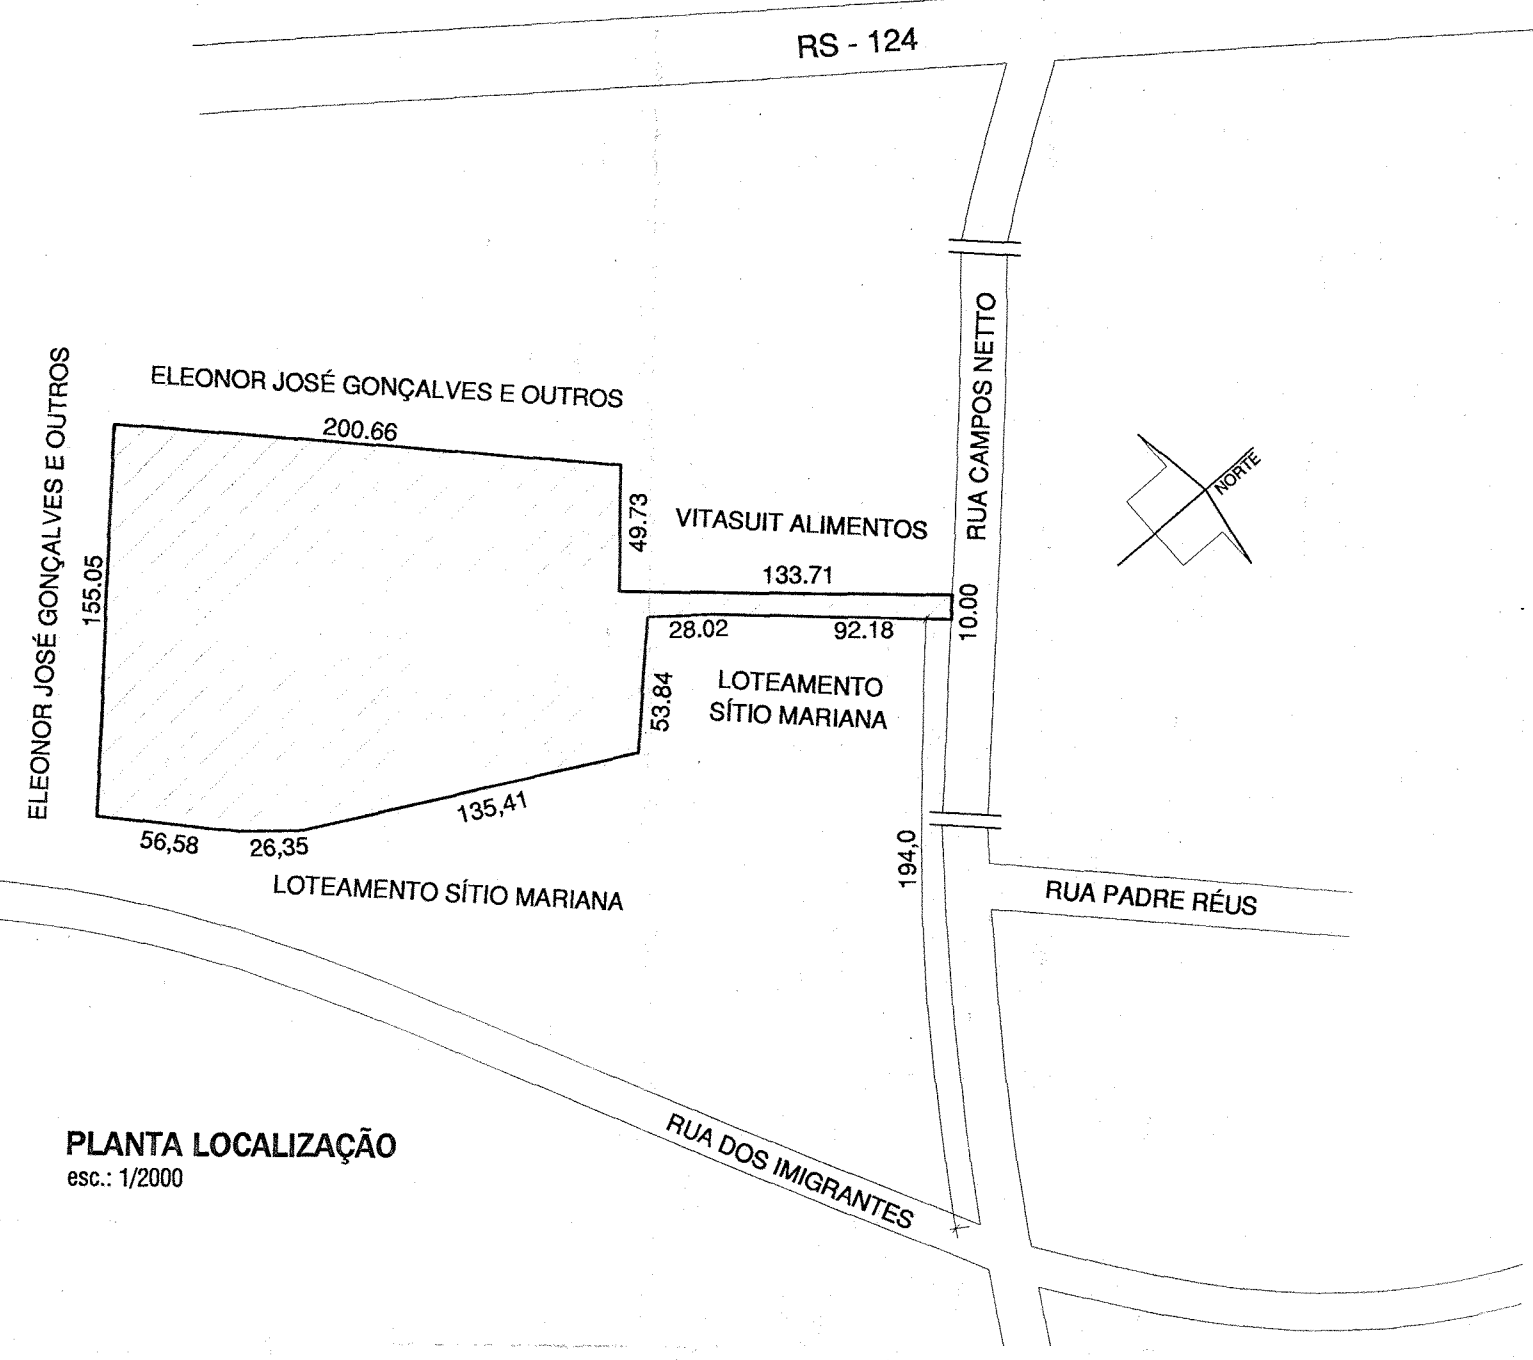 RS - 124
RUA CAMPOS NETTO
ELEONOR JOSÉ GONÇALVES E OUTROS
200.66
ELEONOR JOSÉ GONÇALVES E OUTROS
155.05
49.73
VITASUIT ALIMENTOS
133.71
10.00
NORTE
28.02
92.18
53.84
LOTEAMENTO
SÍTIO MARIANA
135,41
56,58
26,35
LOTEAMENTO SÍTIO MARIANA
194,0
RUA PADRE RÉUS
RUA DOS IMIGRANTES
PLANTA LOCALIZAÇÃO
esc.: 1/2000